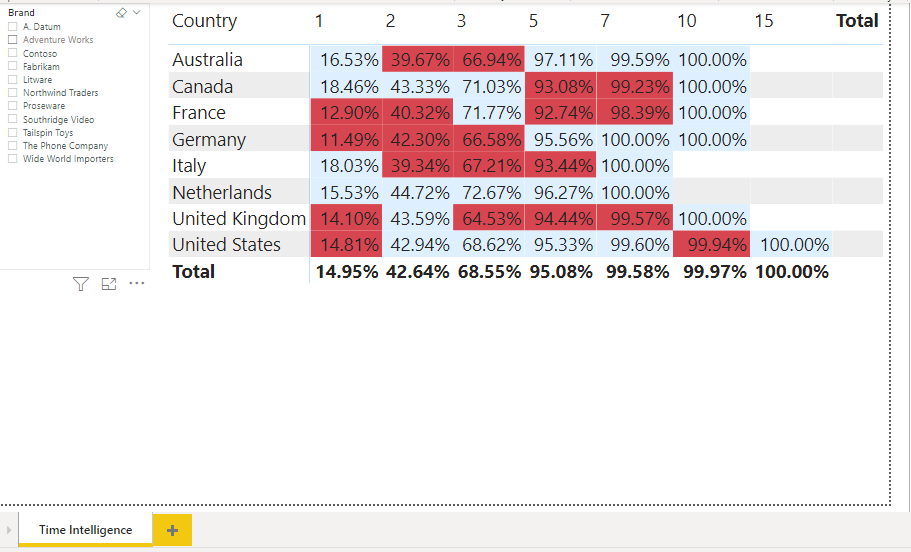 Brand
A. Datum
Adventure Works
Contoso
Fabrikam
Litware
Northwind Traders
Proseware
Southridge Video
Tailspin Toys
The Phone Company
Wide World Importers
Country 1 2 3 5 7 10 15 Total
Australia 16.53% 39.67% 66.94% 97.11% 99.59% 100.00%
Canada 18.46% 43.33% 71.03% 93.08% 99.23% 100.00%
France 12.90% 40.32% 71.77% 92.74% 98.39% 100.00%
Germany 11.49% 42.30% 66.58% 95.56% 100.00% 100.00%
Italy 18.03% 39.34% 67.21% 93.44% 100.00%
Netherlands 15.53% 44.72% 72.67% 96.27% 100.00%
United Kingdom 14.10% 43.59% 64.53% 94.44% 99.57% 100.00%
United States 14.81% 42.94% 68.62% 95.33% 99.60% 99.94% 100.00%
Total 14.95% 42.64% 68.55% 95.08% 99.58% 99.97% 100.00%
Time Intelligence +